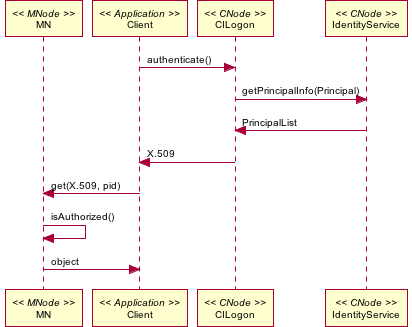 << MNode >>
MN
<< Application >>
Client
<< CNode >>
CILogon
<< CNode >>
IdentityService
authenticate()
getPrincipalInfo(Principal)
PrincipalList
X.509
get(X.509, pid)
isAuthorized()
object
<< MNode >>
MN
<< Application >>
Client
<< CNode >>
CILogon
<< CNode >>
IdentityService